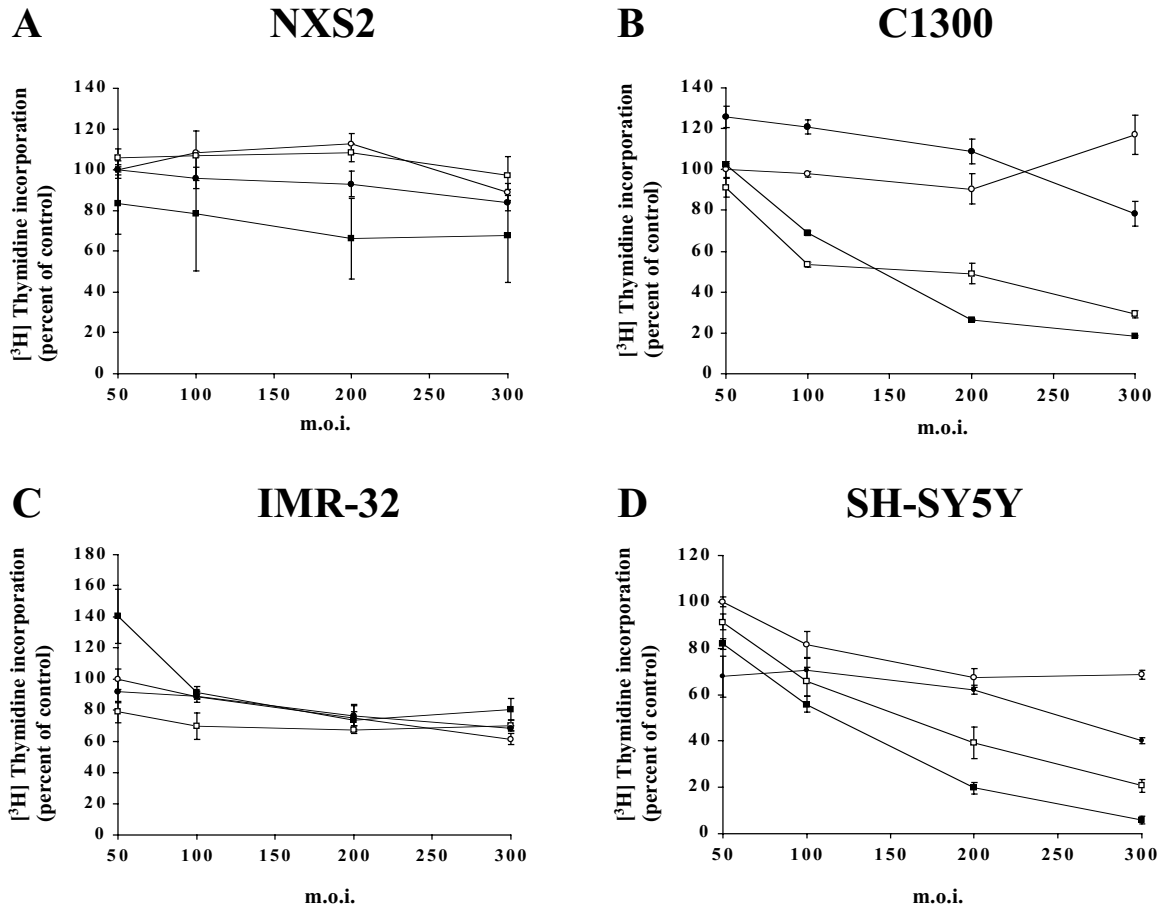 A NXS2
[³H] Thymidine incorporation
(percent of control)
140
120
100
80
60
40
20
0
50 100 150 200 250 300
m.o.i.
B C1300
[³H] Thymidine incorporation
(percent of control)
140
120
100
80
60
40
20
0
50 100 150 200 250 300
m.o.i.
C IMR-32
[³H] Thymidine incorporation
(percent of control)
180
160
140
120
100
80
60
40
20
0
50 100 150 200 250 300
m.o.i.
D SH-SY5Y
[³H] Thymidine incorporation
(percent of control)
120
100
80
60
40
20
0
50 100 150 200 250 300
m.o.i.